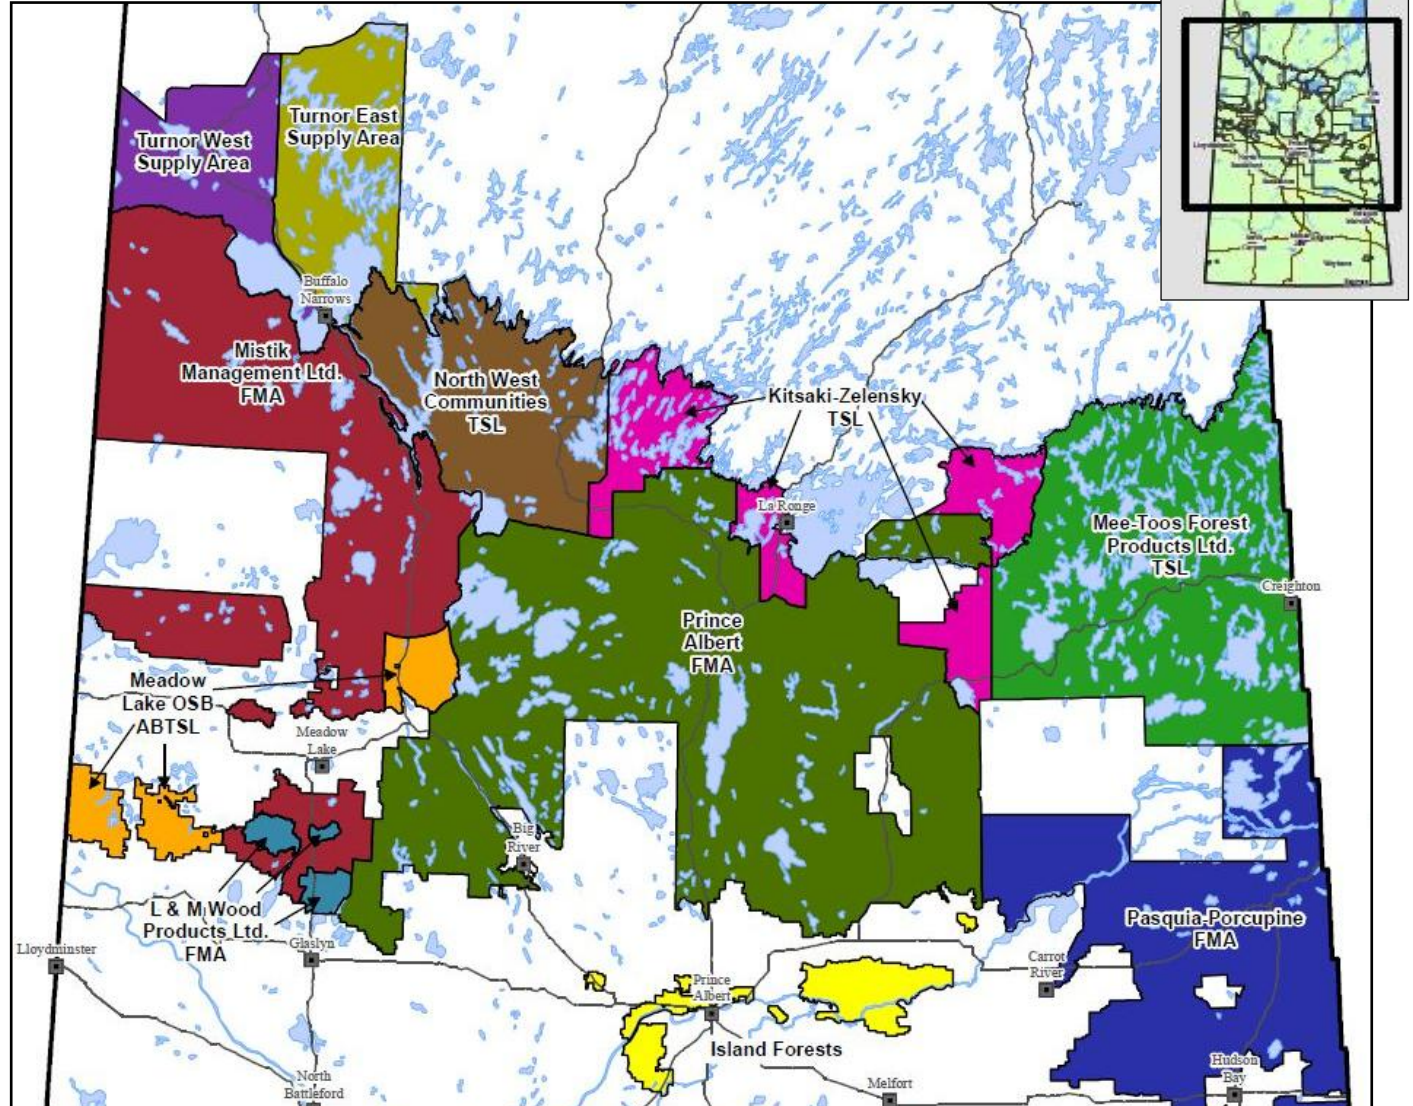 Turnor East
Supply Area
Turnor West
Supply Area
Buffalo
Narrows
Mistik
Management Ltd.
FMA
North West
Communities
TSL
Kitsaki-Zelensky
TSL
La Ronge
Mee-Toos Forest
Products Ltd.
TSL
Creighton
Prince
Albert
FMA
Meadow
Lake OSB
ABTSL
Meadow
Lake
Big
River
L & M Wood
Products Ltd.
FMA
Glaslyn
Lloydminster
Pasquia-Porcupine
FMA
Carrot
River
Prince
Albert
Island Forests
North
Battleford
Melfort
Hudson
Bay